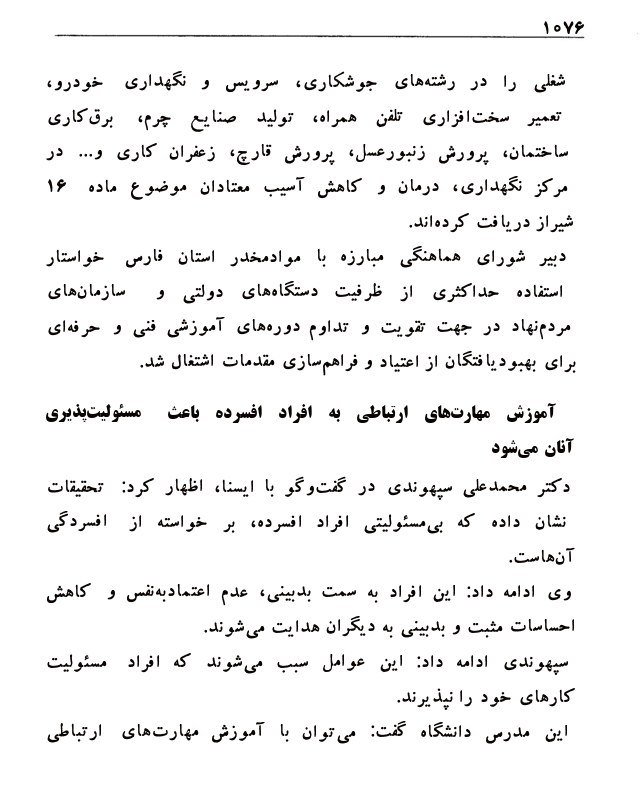 ۱۰۷۶
شغلی را در رشته‌های جوشکاری، سرویس و نگهداری خودرو،
تعمیر سخت‌افزاری تلفن همراه، تولید صنایع چرم، برق‌کاری
ساختمان، پرورش زنبورعسل، پرورش قارچ، زعفران کاری و... در
مرکز نگهداری، درمان و کاهش آسیب معتادان موضوع ماده ۱۶
شیراز دریافت کرده‌اند.
دبیر شورای هماهنگی مبارزه با موادمخدر استان فارس خواستار
استفاده حداکثری از ظرفیت دستگاه‌های دولتی و سازمان‌های
مردم‌نهاد در جهت تقویت و تداوم دوره‌های آموزشی فنی و حرفه‌ای
برای بهبودیافتگان از اعتیاد و فراهم‌سازی مقدمات اشتغال شد.
آموزش مهارت‌های ارتباطی به افراد افسرده باعث مسئولیت‌پذیری
آنان می‌شود
دکتر محمدعلی سپهوندی در گفت‌وگو با ایسنا، اظهار کرد: تحقیقات
نشان داده که بی‌مسئولیتی افراد افسرده، بر خواسته از افسردگی
آن‌هاست.
وی ادامه داد: این افراد به سمت بدبینی، عدم اعتمادبه‌نفس و کاهش
احساسات مثبت و بدبینی به دیگران هدایت می‌شوند.
سپهوندی ادامه داد: این عوامل سبب می‌شوند که افراد مسئولیت
کارهای خود را نپذیرند.
این مدرس دانشگاه گفت: می‌توان با آموزش مهارت‌های ارتباطی